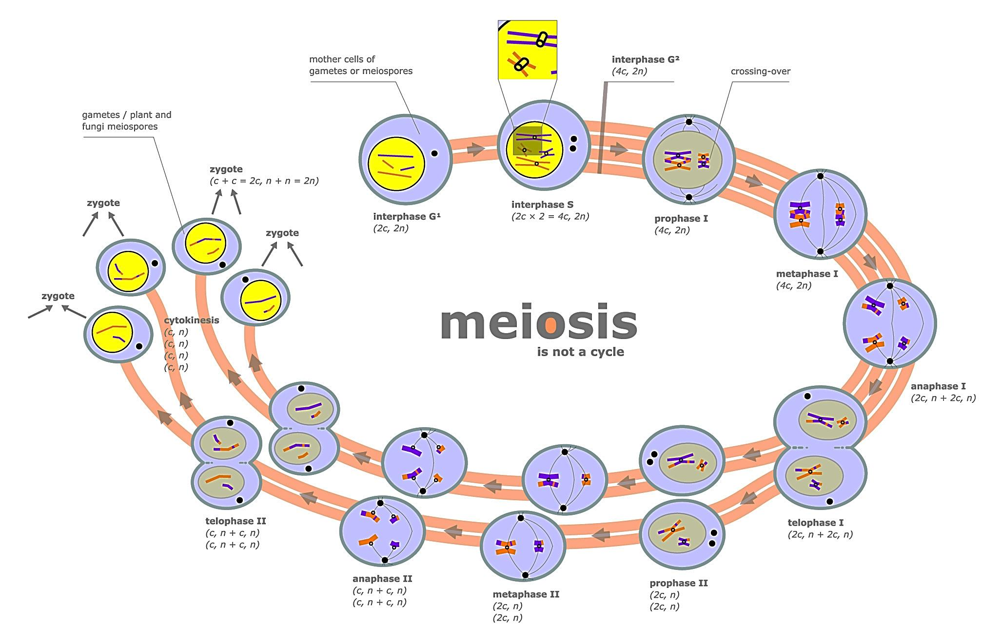 mother cells of
gametes or meiospores
interphase G²
(4c, 2n)
crossing-over
gametes / plant and
fungi meiospores
zygote
(c + c = 2c, n + n = 2n)
zygote
zygote
zygote
interphase G¹
(2c, 2n)
interphase S
(2c × 2 = 4c, 2n)
prophase I
(4c, 2n)
metaphase I
(4c, 2n)
cytokinesis
(c, n)
(c, n)
(c, n)
(c, n)
meiosis
is not a cycle
anaphase I
(2c, n + 2c, n)
telophase I
(2c, n + 2c, n)
telophase II
(c, n + c, n)
(c, n + c, n)
anaphase II
(c, n + c, n)
(c, n + c, n)
metaphase II
(2c, n)
(2c, n)
prophase II
(2c, n)
(2c, n)